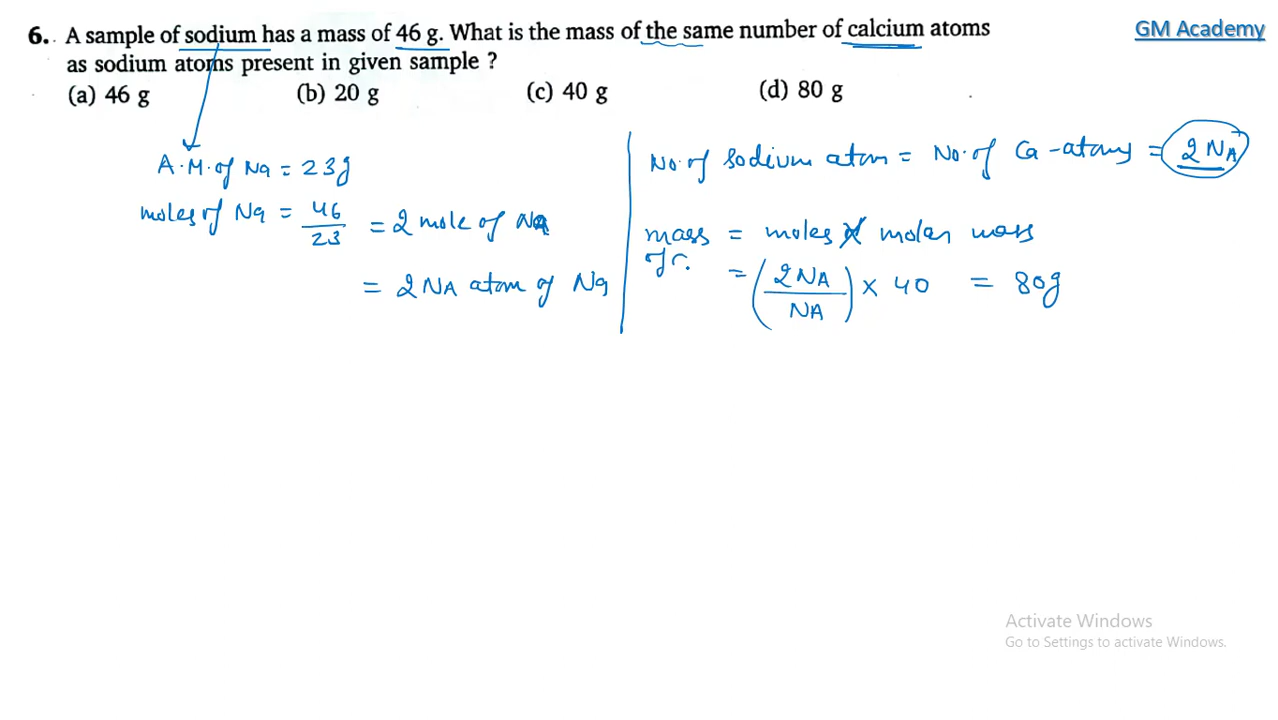 6. A sample of sodium has a mass of 46 g. What is the mass of the same number of calcium atoms
GM Academy
as sodium atoms present in given sample ?
(a) 46 g (b) 20 g (c) 40 g (d) 80 g
A.M. of Na = 23g
moles of Na = 46/23 = 2 mole of Na
= 2NA atom of Na
No. of sodium atom = No. of Ca-atoms = 2NA
mass = moles × molar mass
of
= (2NA/NA) × 40 = 80g
Activate Windows
Go to Settings to activate Windows.